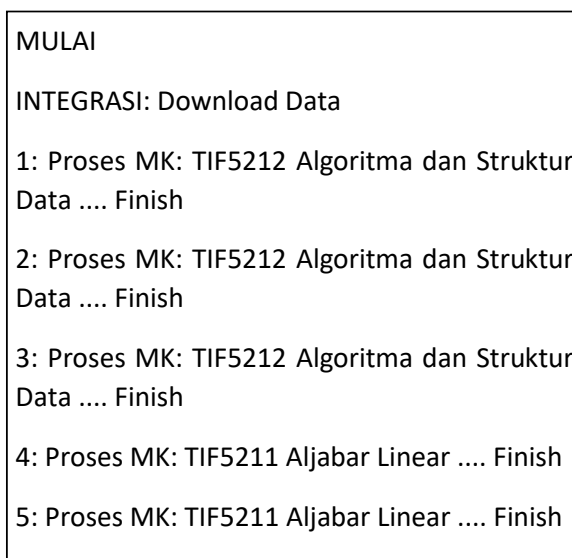 MULAI
INTEGRASI: Download Data
1: Proses MK: TIF5212 Algoritma dan Struktur
Data .... Finish
2: Proses MK: TIF5212 Algoritma dan Struktur
Data .... Finish
3: Proses MK: TIF5212 Algoritma dan Struktur
Data .... Finish
4: Proses MK: TIF5211 Aljabar Linear .... Finish
5: Proses MK: TIF5211 Aljabar Linear .... Finish